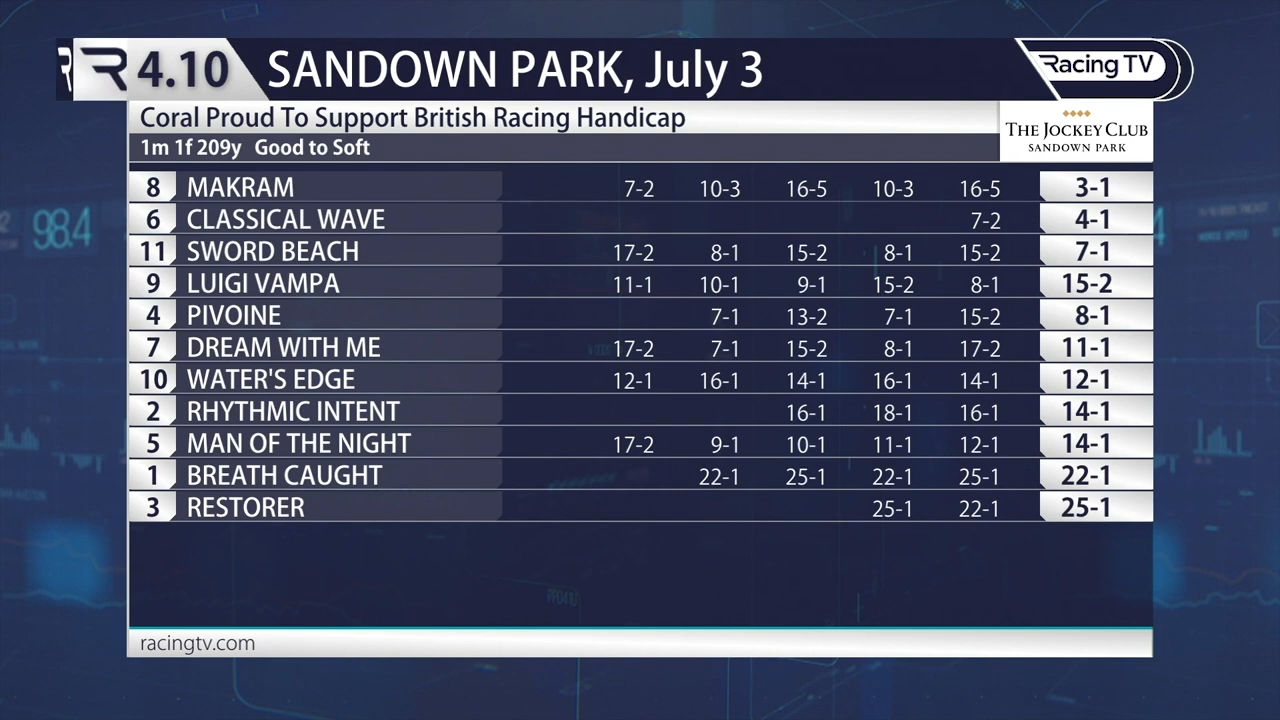 R 4.10 SANDOWN PARK, July 3
Racing TV
Coral Proud To Support British Racing Handicap
1m 1f 209y Good to Soft
THE JOCKEY CLUB
SANDOWN PARK
8 MAKRAM 7-2 10-3 16-5 10-3 16-5 3-1
6 CLASSICAL WAVE 7-2 4-1
11 SWORD BEACH 17-2 8-1 15-2 8-1 15-2 7-1
9 LUIGI VAMPA 11-1 10-1 9-1 15-2 8-1 15-2
4 PIVOINE 7-1 13-2 7-1 15-2 8-1
7 DREAM WITH ME 17-2 7-1 15-2 8-1 17-2 11-1
10 WATER'S EDGE 12-1 16-1 14-1 16-1 14-1 12-1
2 RHYTHMIC INTENT 16-1 18-1 16-1 14-1
5 MAN OF THE NIGHT 17-2 9-1 10-1 11-1 12-1 14-1
1 BREATH CAUGHT 22-1 25-1 22-1 25-1 22-1
3 RESTORER 25-1 22-1 25-1
98.4
racingtv.com